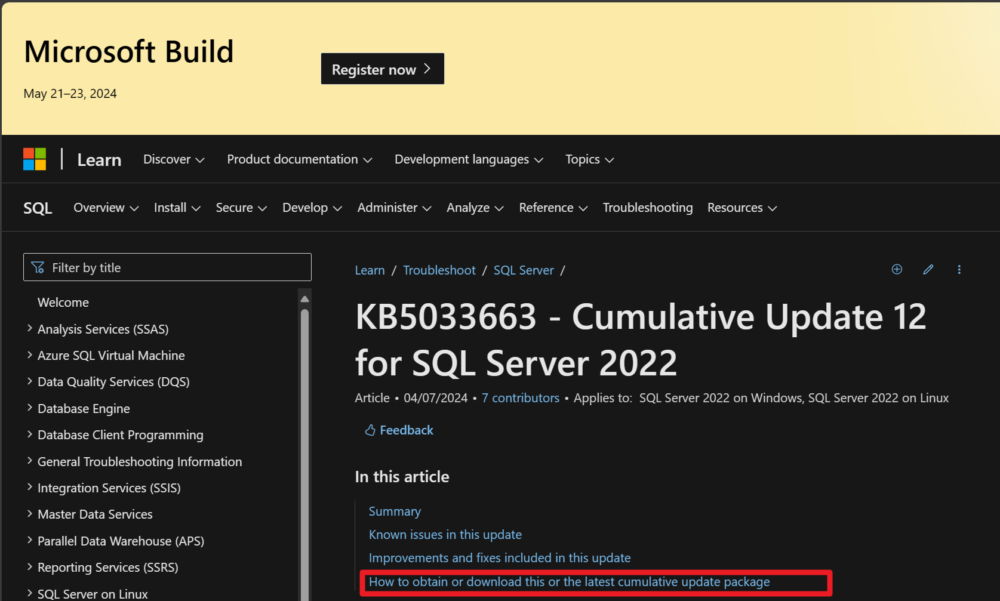 Microsoft Build
Register now
May 21–23, 2024
Learn
Discover
Product documentation
Development languages
Topics
SQL
Overview
Install
Secure
Develop
Administer
Analyze
Reference
Troubleshooting
Resources
Filter by title
Welcome
Analysis Services (SSAS)
Azure SQL Virtual Machine
Data Quality Services (DQS)
Database Engine
Database Client Programming
General Troubleshooting Information
Integration Services (SSIS)
Master Data Services
Parallel Data Warehouse (APS)
Reporting Services (SSRS)
SQL Server on Linux
Learn / Troubleshoot / SQL Server /
KB5033663 - Cumulative Update 12
for SQL Server 2022
Article • 04/07/2024 • 7 contributors • Applies to: SQL Server 2022 on Windows, SQL Server 2022 on Linux
Feedback
In this article
Summary
Known issues in this update
Improvements and fixes included in this update
How to obtain or download this or the latest cumulative update package